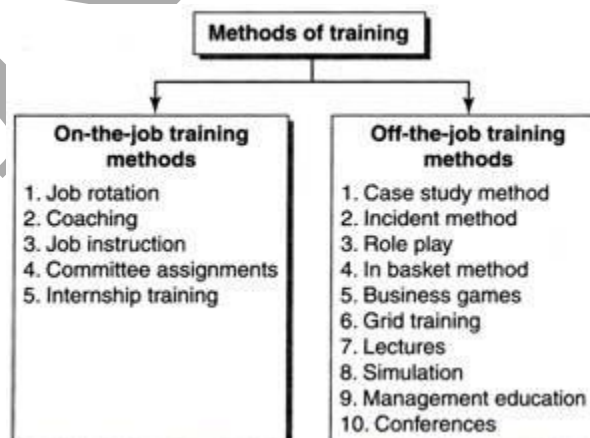 Methods of training
On-the-job training
methods
1. Job rotation
2. Coaching
3. Job instruction
4. Committee assignments
5. Internship training
Off-the-job training
methods
1. Case study method
2. Incident method
3. Role play
4. In basket method
5. Business games
6. Grid training
7. Lectures
8. Simulation
9. Management education
10. Conferences